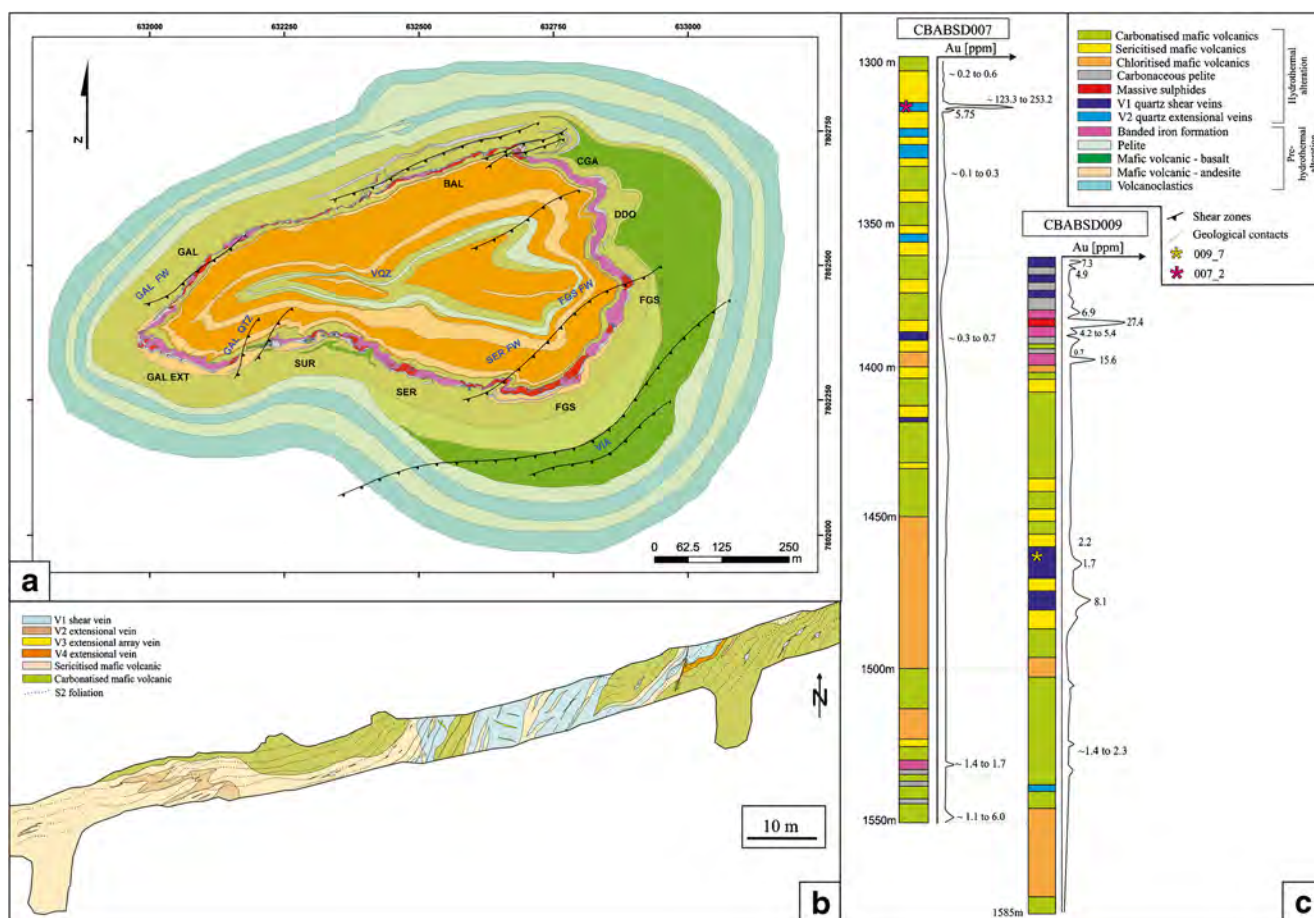 632000 632250 632500 632750 633000
N
7802750
7802500
7802250
7802000
CGA
BAL
DDO
GAL
GAL FW
VQZ
FGS FW
FGS
GAL QTZ
SER FW
GAL EXT
SUR
SER
FGS
VIA
0 62.5 125 250
m
a
V1 shear vein
V2 extensional vein
V3 extensional array vein
V4 extensional vein
Sericitised mafic volcanic
Carbonatised mafic volcanic
S2 foliation
N
10 m
b
CBABSD007
Au [ppm]
1300 m
~ 0.2 to 0.6
~ 123.3 to 253.2
5.75
~ 0.1 to 0.3
1350 m
~ 0.3 to 0.7
1400m
1450m
1500m
~ 1.4 to 1.7
~ 1.1 to 6.0
1550m
Carbonatised mafic volcanics
Sericitised mafic volcanics
Chloritised mafic volcanics
Carbonaceous pelite
Massive sulphides
V1 quartz shear veins
V2 quartz extensional veins
Banded iron formation
Pelite
Mafic volcanic - basalt
Mafic volcanic - andesite
Volcanoclastics
Hydrothermal
alteration
Pre-
hydrothermal
alteration
Shear zones
Geological contacts
009_7
007_2
CBABSD009
Au [ppm]
7.3
4.9
6.9
27.4
4.2 to 5.4
0.7
15.6
2.2
1.7
8.1
~1.4 to 2.3
1585m
c